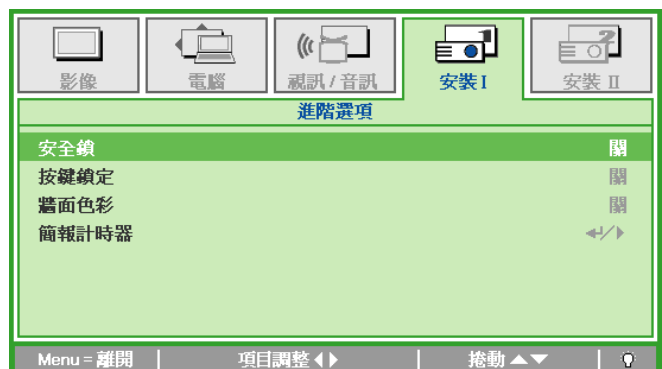 影像 電腦 視訊 / 音訊 安裝 I 安裝 II
進階選項
安全鎖 關
按鍵鎖定 關
牆面色彩 關
簡報計時器
Menu = 離開 項目調整 捲動